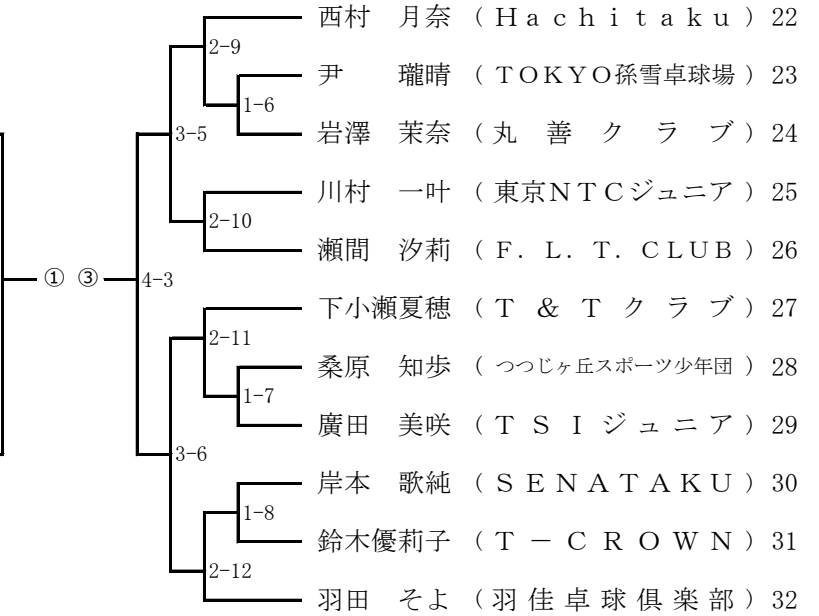 西村　月奈（Ｈａｃｈｉｔａｋｕ）22
2-9
尹　　瓏晴（ＴＯＫＹＯ孫雪卓球場）23
1-6
岩澤　茉奈（丸善クラブ）24
3-5
川村　一叶（東京ＮＴＣジュニア）25
2-10
瀬間　汐莉（Ｆ．Ｌ．Ｔ．ＣＬＵＢ）26
① ③ 4-3
下小瀬夏穂（Ｔ＆Ｔクラブ）27
2-11
桑原　知歩（つつじヶ丘スポーツ少年団）28
1-7
廣田　美咲（ＴＳＩジュニア）29
3-6
岸本　歌純（ＳＥＮＡＴＡＫＵ）30
1-8
鈴木優莉子（Ｔ－ＣＲＯＷＮ）31
2-12
羽田　そよ（羽佳卓球倶楽部）32